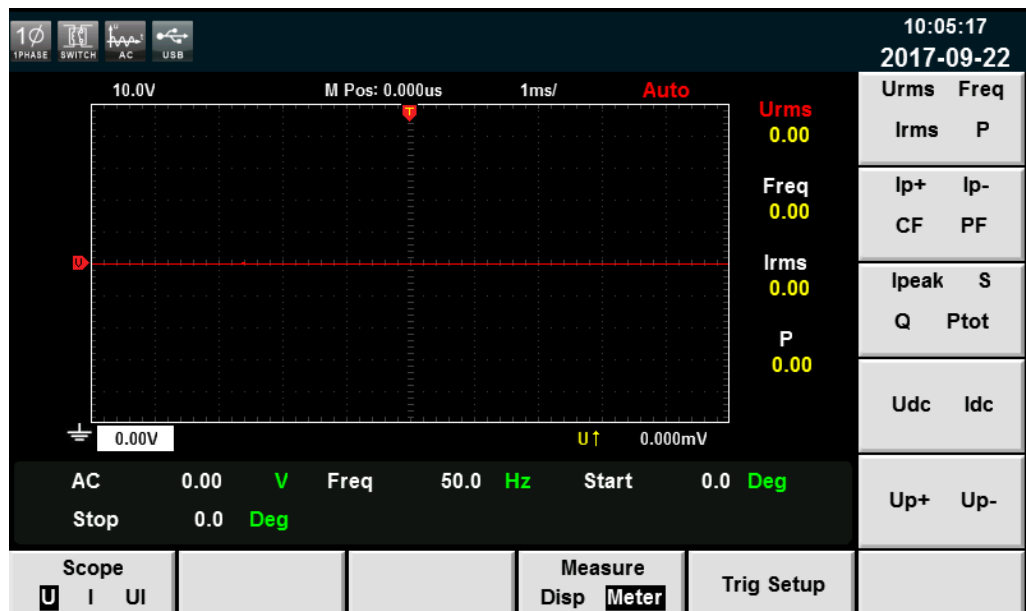 1Ø
1PHASE SWITCH U t AC USB
10:05:17
2017-09-22
10.0V M Pos: 0.000us 1ms/ Auto
T
Urms
0.00
Freq
0.00
U
Irms
0.00
P
0.00
0.00V U↑ 0.000mV
Urms Freq
Irms P
Ip+ Ip-
CF PF
Ipeak S
Q Ptot
Udc Idc
Up+ Up-
AC 0.00 V Freq 50.0 Hz Start 0.0 Deg
Stop 0.0 Deg
Scope
U I UI
Measure
Disp Meter
Trig Setup